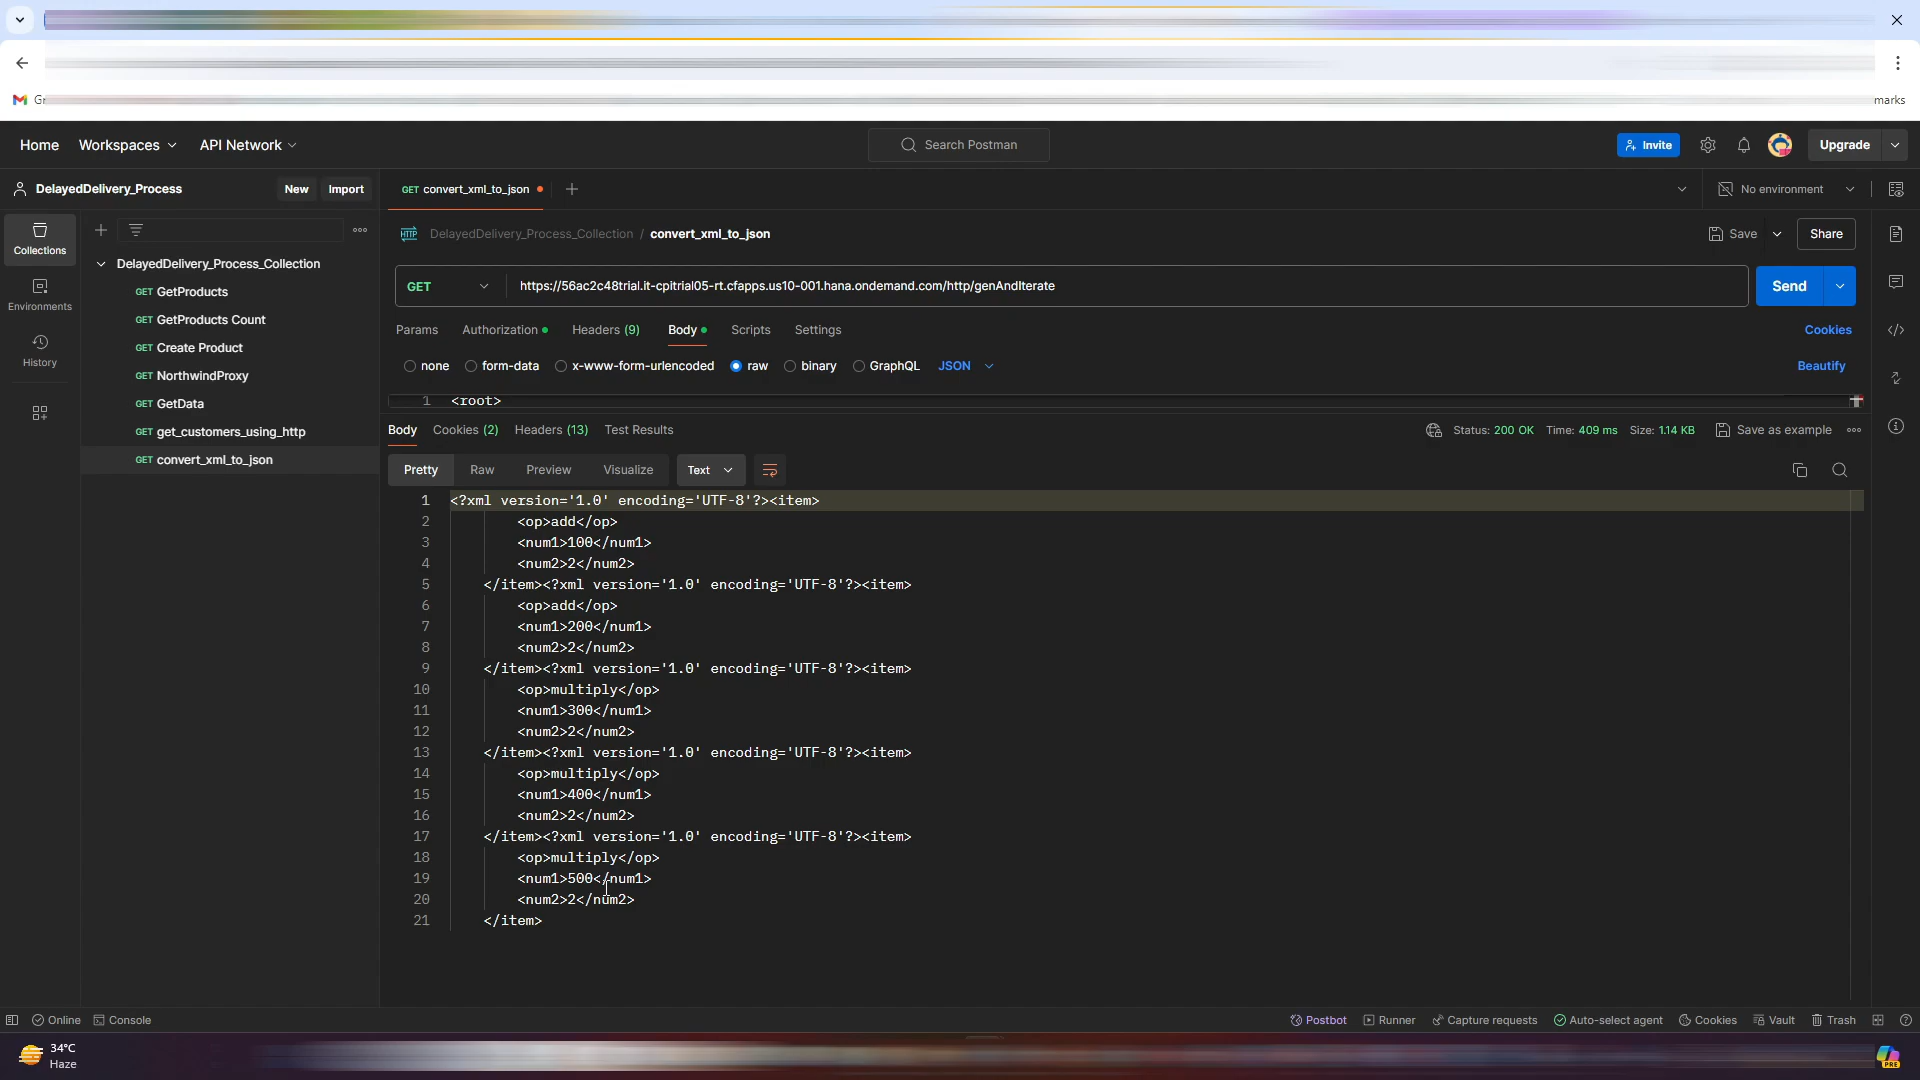 marks
Home Workspaces API Network Search Postman Invite Upgrade
DelayedDelivery_Process New Import GET convert_xml_to_json No environment
Collections
DelayedDelivery_Process_Collection / convert_xml_to_json Save Share
DelayedDelivery_Process_Collection
GET https://56ac2c48trial.it-cpitrial05-rt.cfapps.us10-001.hana.ondemand.com/http/genAndIterate Send
GET GetProducts
Environments
GET GetProducts Count
Params Authorization Headers (9) Body Scripts Settings Cookies
GET Create Product
History
none form-data x-www-form-urlencoded raw binary GraphQL JSON Beautify
GET NorthwindProxy
1 <root>
GET GetData
GET get_customers_using_http
Body Cookies (2) Headers (13) Test Results Status: 200 OK Time: 409 ms Size: 1.14 KB Save as example
GET convert_xml_to_json
Pretty Raw Preview Visualize Text
1 <?xml version='1.0' encoding='UTF-8'?><item>
2 <op>add</op>
3 <num1>100</num1>
4 <num2>2</num2>
5 </item><?xml version='1.0' encoding='UTF-8'?><item>
6 <op>add</op>
7 <num1>200</num1>
8 <num2>2</num2>
9 </item><?xml version='1.0' encoding='UTF-8'?><item>
10 <op>multiply</op>
11 <num1>300</num1>
12 <num2>2</num2>
13 </item><?xml version='1.0' encoding='UTF-8'?><item>
14 <op>multiply</op>
15 <num1>400</num1>
16 <num2>2</num2>
17 </item><?xml version='1.0' encoding='UTF-8'?><item>
18 <op>multiply</op>
19 <num1>500</num1>
20 <num2>2</num2>
21 </item>
Online Console Postbot Runner Capture requests Auto-select agent Cookies Vault Trash
34°C
Haze
PRE